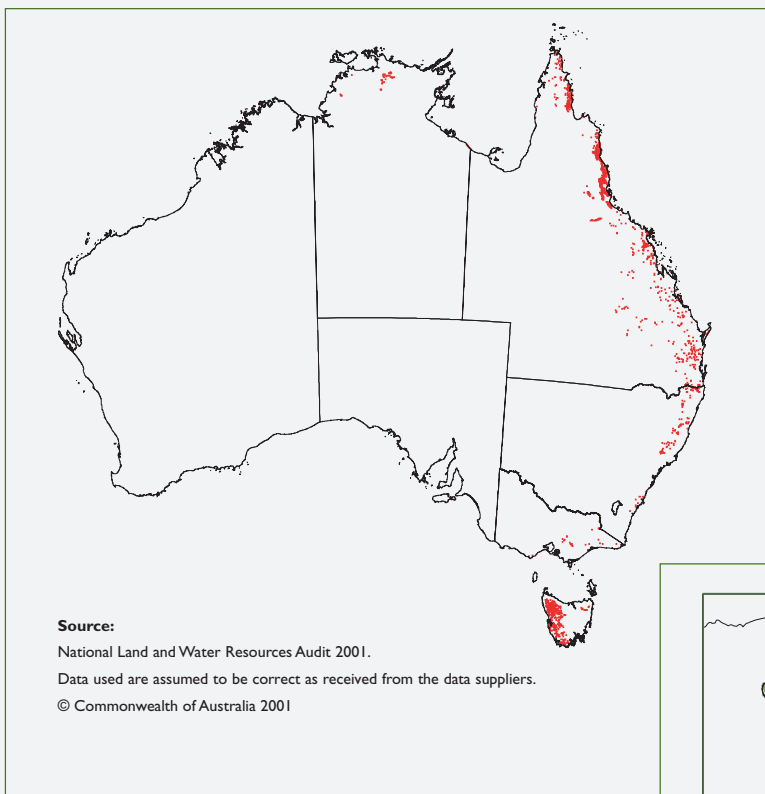 Source:
National Land and Water Resources Audit 2001.
Data used are assumed to be correct as received from the data suppliers.
© Commonwealth of Australia 2001